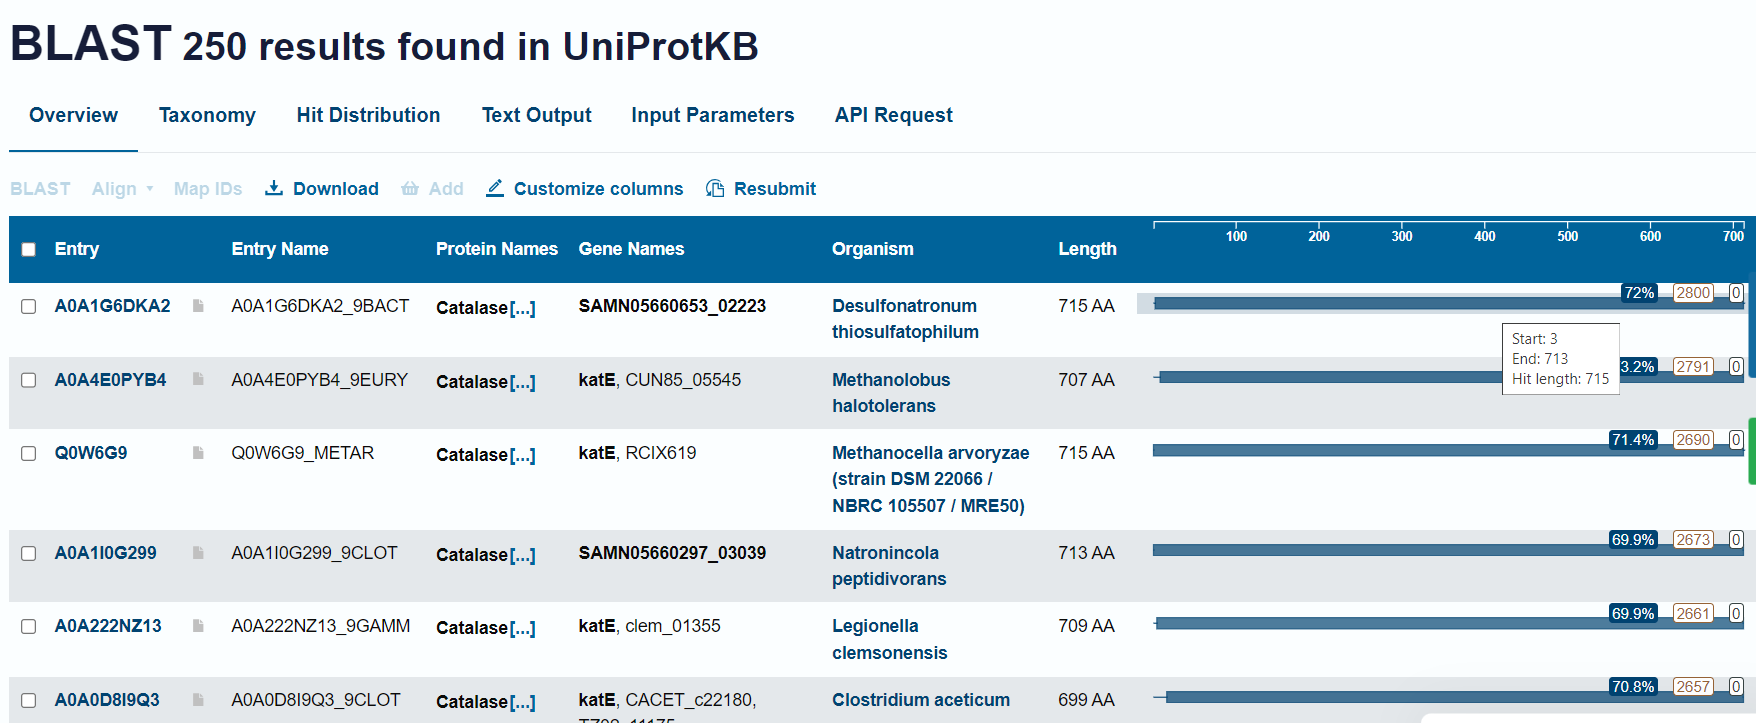 BLAST 250 results found in UniProtKB
Overview Taxonomy Hit Distribution Text Output Input Parameters API Request
BLAST Align Map IDs Download Add Customize columns Resubmit
Entry Entry Name Protein Names Gene Names Organism Length 100 200 300 400 500 600 700
A0A1G6DKA2 A0A1G6DKA2_9BACT Catalase[...] SAMN05660653_02223 Desulfonatronum 715 AA 72% 2800 0
thiosulfatophilum
Start: 3
End: 713
Hit length: 715
A0A4E0PYB4 A0A4E0PYB4_9EURY Catalase[...] katE, CUN85_05545 Methanolobus 707 AA 3.2% 2791 0
halotolerans
Q0W6G9 Q0W6G9_METAR Catalase[...] katE, RCIX619 Methanocella arvoryzae 715 AA 71.4% 2690 0
(strain DSM 22066 /
NBRC 105507 / MRE50)
A0A1I0G299 A0A1I0G299_9CLOT Catalase[...] SAMN05660297_03039 Natronincola 713 AA 69.9% 2673 0
peptidivorans
A0A222NZ13 A0A222NZ13_9GAMM Catalase[...] katE, clem_01355 Legionella 709 AA 69.9% 2661 0
clemsonensis
A0A0D8I9Q3 A0A0D8I9Q3_9CLOT Catalase[...] katE, CACET_c22180, Clostridium aceticum 699 AA 70.8% 2657 0